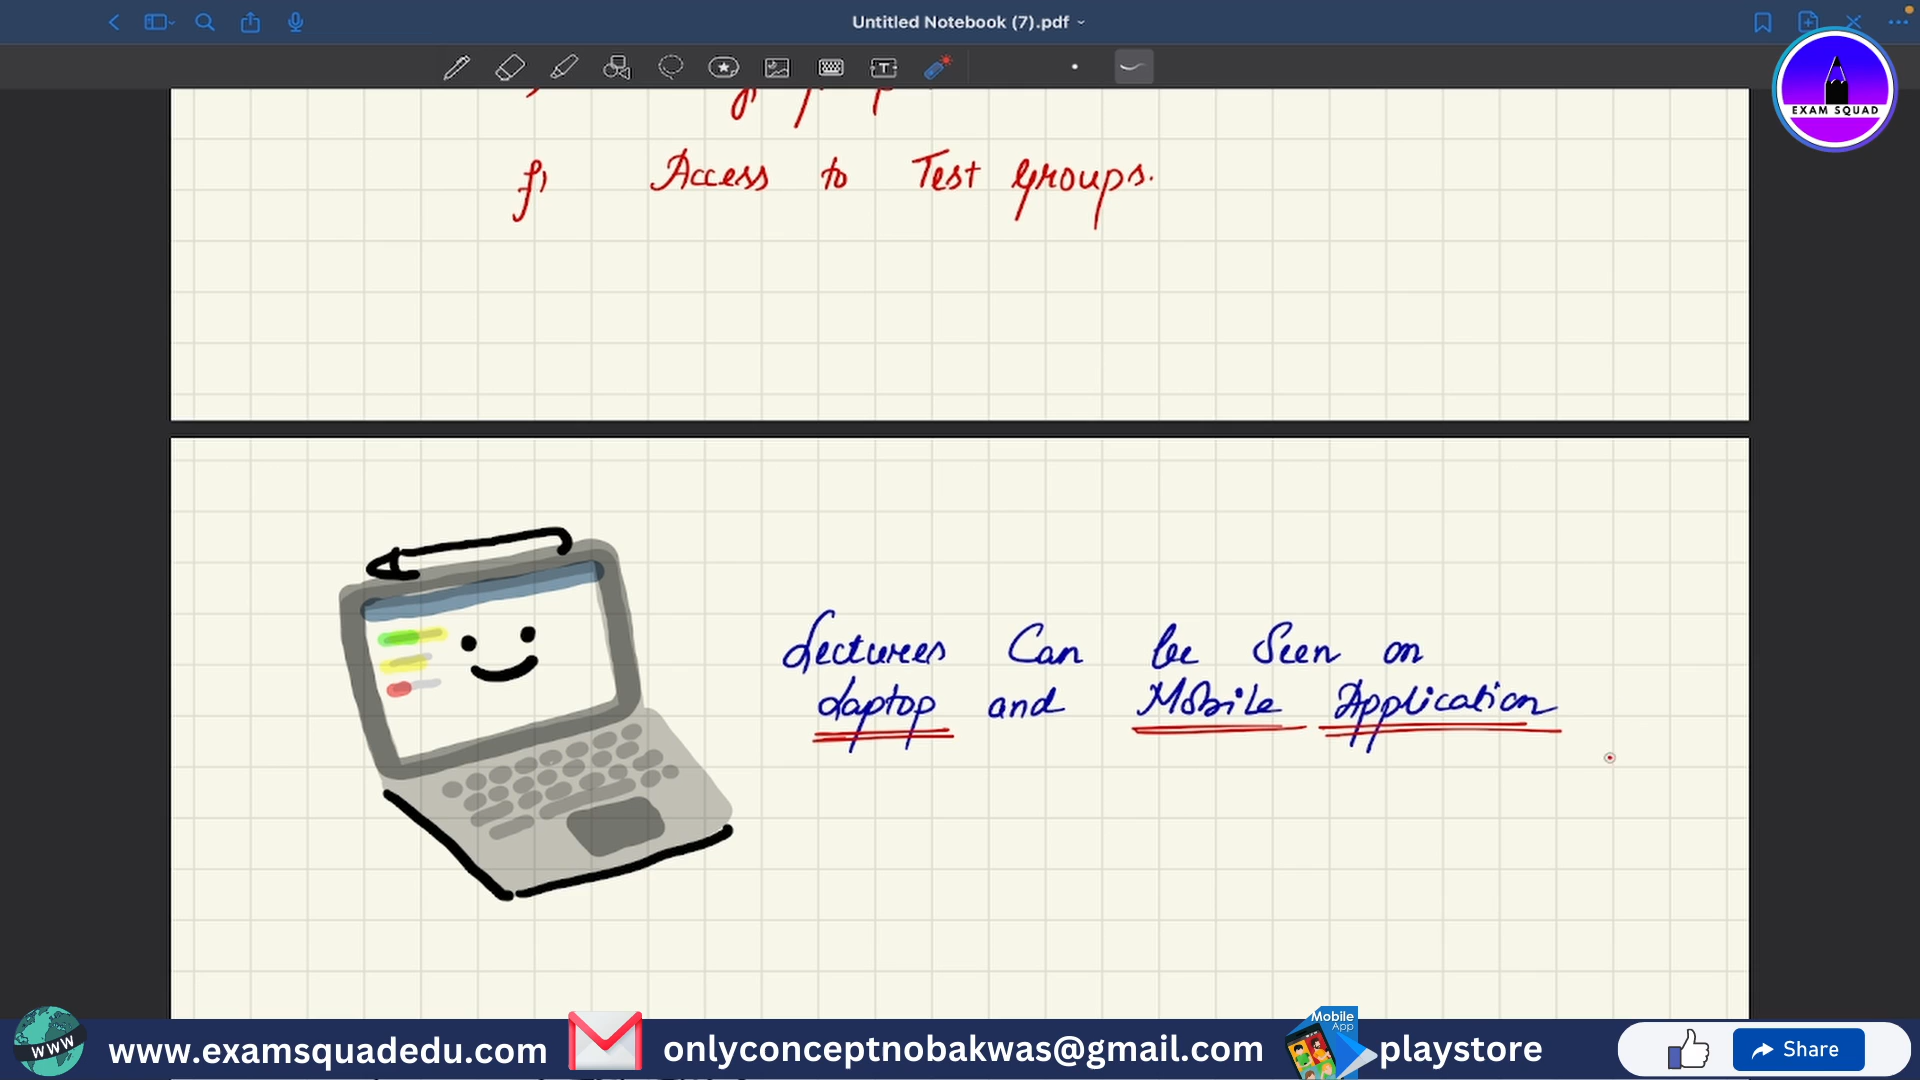 Untitled Notebook (7).pdf
EXAM SQUAD
f) Access to Test Groups.
Lectures Can be Seen on
Laptop and Mobile Application
www.examsquadedu.com
onlyconceptnobakwas@gmail.com
Mobile
App
playstore
Share
WWW